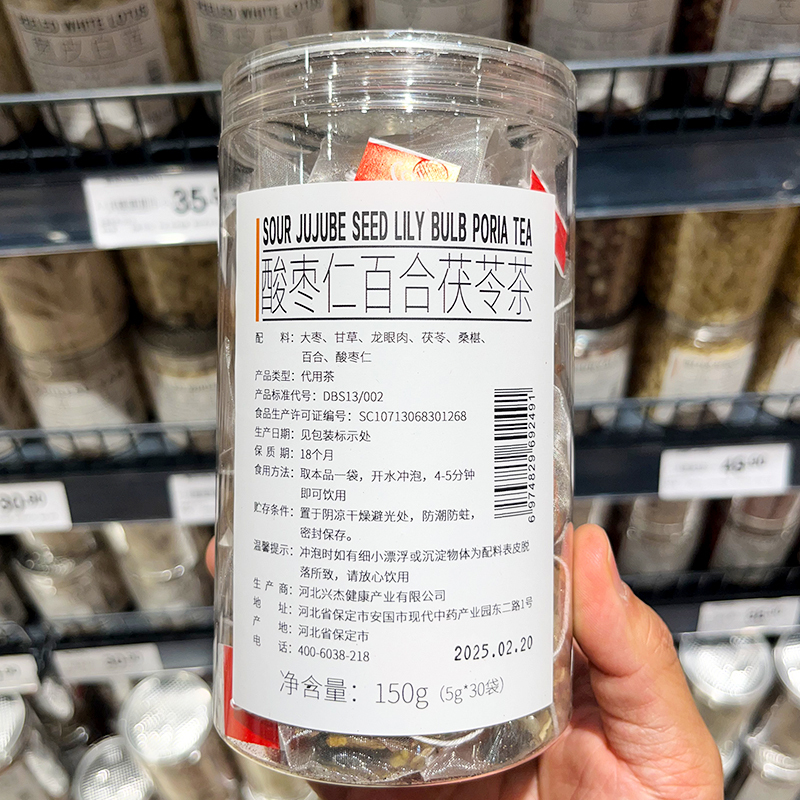 SOUR JUJUBE SEED LILY BULB PORIA TEA
酸枣仁百合茯苓茶
配 料：大枣、甘草、龙眼肉、茯苓、桑椹、
百合、酸枣仁
产品类型：代用茶
产品标准代号：DBS13/002
食品生产许可证编号：SC10713068301268
生产日期：见包装标示处
保 质 期：18个月
食用方法：取本品一袋，开水冲泡，4-5分钟
即可饮用
贮存条件：置于阴凉干燥避光处，防潮防蛀，
密封保存。
温馨提示：冲泡时如有细小漂浮或沉淀物体为配料表皮脱
落所致，请放心饮用
生 产 商：河北兴杰健康产业有限公司
地 址：河北省保定市安国市现代中药产业园东二路1号
产 地：河北省保定市
电 话：400-6038-218
2025.02.20
净含量：150g（5g*30袋）
6 974829 692491
WHITE LOTUS
35